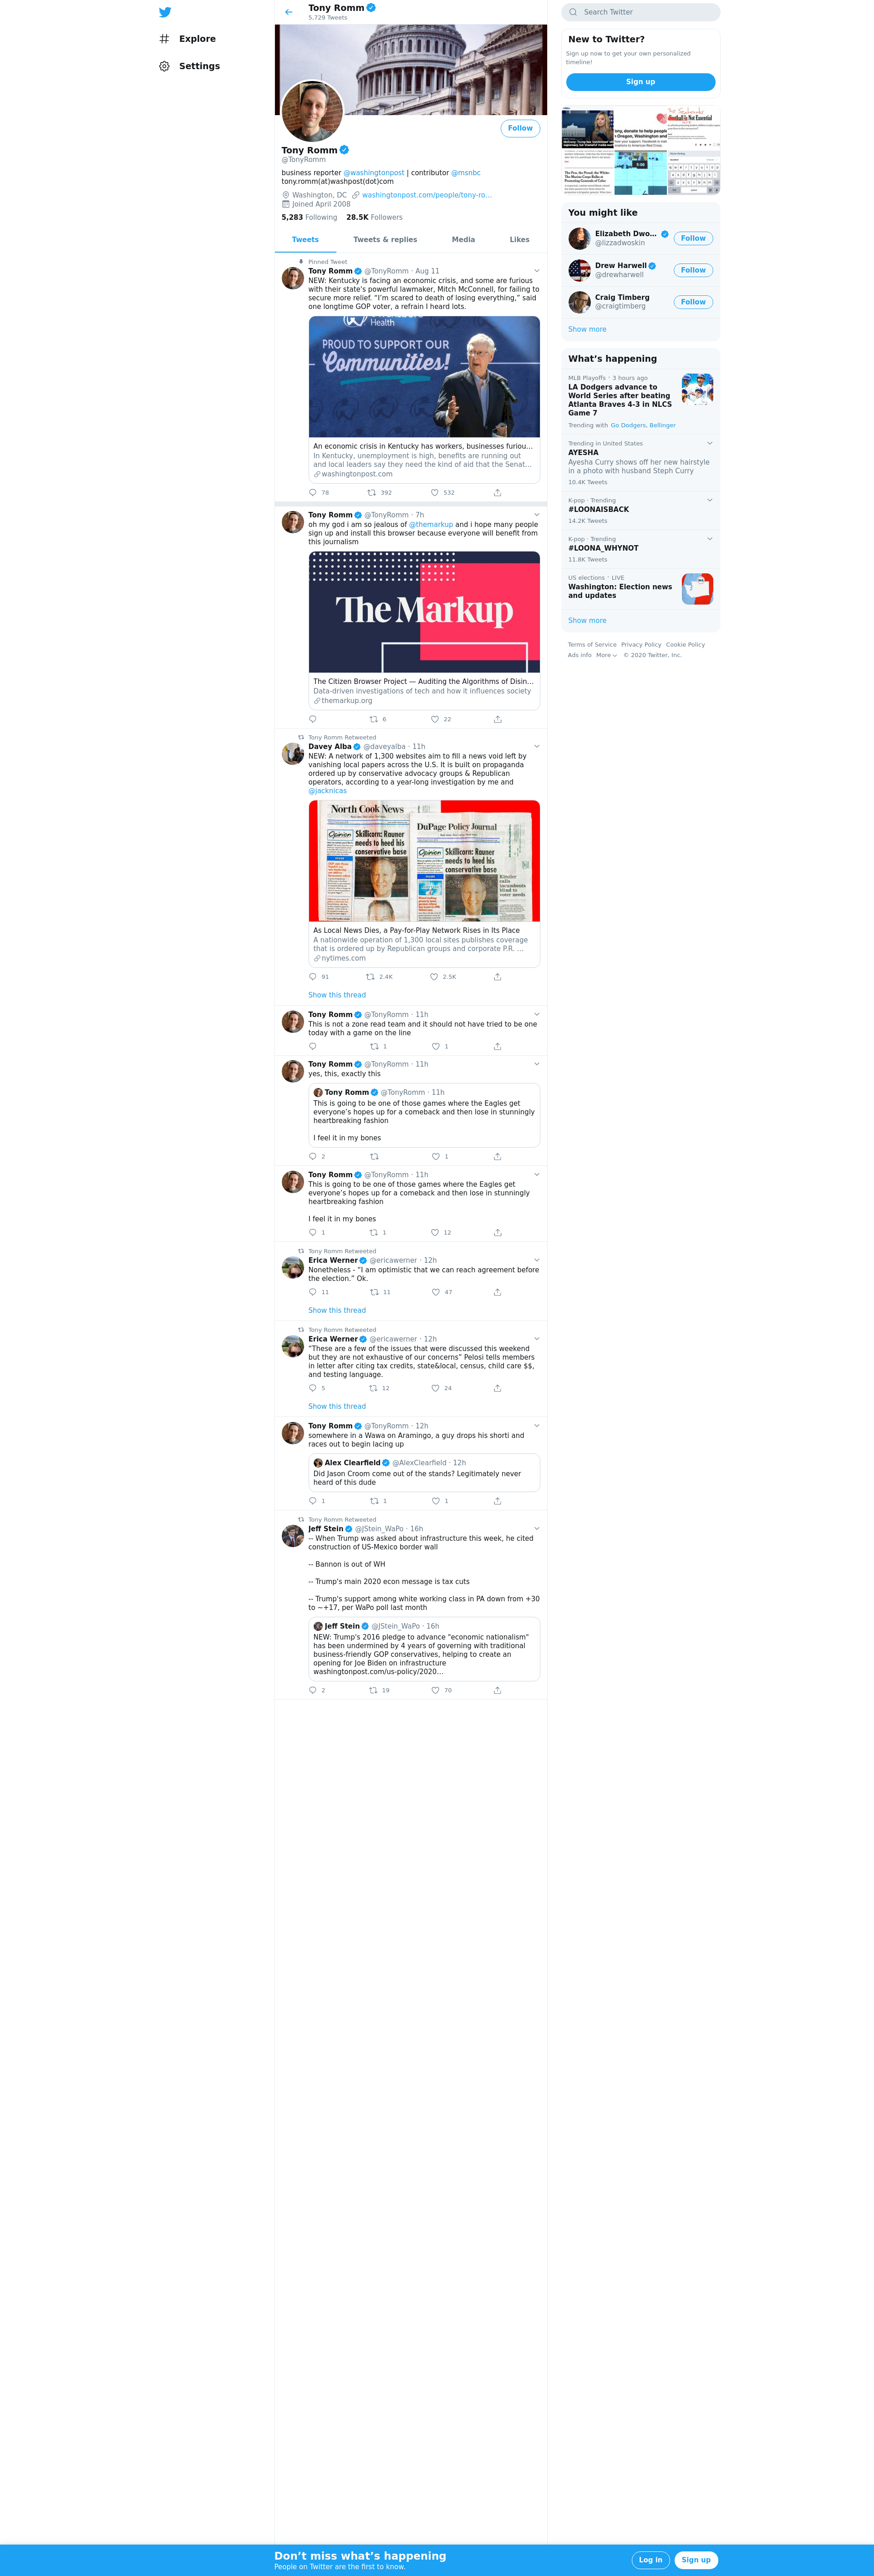 Explore
Settings
Tony Romm
5,729 Tweets
Follow
Tony Romm
@TonyRomm
business reporter @washingtonpost | contributor @msnbc
tony.romm(at)washpost(dot)com
Washington, DC washingtonpost.com/people/tony-ro…
Joined April 2008
5,283 Following 28.5K Followers
Tweets Tweets & replies Media Likes
Pinned Tweet
Tony Romm @TonyRomm · Aug 11
NEW: Kentucky is facing an economic crisis, and some are furious
with their state's powerful lawmaker, Mitch McConnell, for failing to
secure more relief. "I'm scared to death of losing everything," said
one longtime GOP voter, a refrain I heard lots.
Health
PROUD TO SUPPORT OUR
Communities!
An economic crisis in Kentucky has workers, businesses furiou…
In Kentucky, unemployment is high, benefits are running out
and local leaders say they need the kind of aid that the Senat…
washingtonpost.com
78 392 532
Tony Romm @TonyRomm · 7h
oh my god i am so jealous of @themarkup and i hope many people
sign up and install this browser because everyone will benefit from
this journalism
The Markup
The Citizen Browser Project — Auditing the Algorithms of Disin…
Data-driven investigations of tech and how it influences society
themarkup.org
6 22
Tony Romm Retweeted
Davey Alba @daveyalba · 11h
NEW: A network of 1,300 websites aim to fill a news void left by
vanishing local papers across the U.S. It is built on propaganda
ordered up by conservative advocacy groups & Republican
operators, according to a year-long investigation by me and
@jacknicas
North Cook News
DuPage Policy Journal
Opinion
Skillicorn: Rauner
needs to heed his
conservative base
Opinion
Skillicorn: Rauner
needs to heed his
conservative base
As Local News Dies, a Pay-for-Play Network Rises in Its Place
A nationwide operation of 1,300 local sites publishes coverage
that is ordered up by Republican groups and corporate P.R. …
nytimes.com
91 2.4K 2.5K
Show this thread
Tony Romm @TonyRomm · 11h
This is not a zone read team and it should not have tried to be one
today with a game on the line
1 1
Tony Romm @TonyRomm · 11h
yes, this, exactly this
Tony Romm @TonyRomm · 11h
This is going to be one of those games where the Eagles get
everyone's hopes up for a comeback and then lose in stunningly
heartbreaking fashion
I feel it in my bones
2 1
Tony Romm @TonyRomm · 11h
This is going to be one of those games where the Eagles get
everyone's hopes up for a comeback and then lose in stunningly
heartbreaking fashion
I feel it in my bones
1 1 12
Tony Romm Retweeted
Erica Werner @ericawerner · 12h
Nonetheless - "I am optimistic that we can reach agreement before
the election." Ok.
11 11 47
Show this thread
Tony Romm Retweeted
Erica Werner @ericawerner · 12h
"These are a few of the issues that were discussed this weekend
but they are not exhaustive of our concerns" Pelosi tells members
in letter after citing tax credits, state&local, census, child care $$,
and testing language.
5 12 24
Show this thread
Tony Romm @TonyRomm · 12h
somewhere in a Wawa on Aramingo, a guy drops his shorti and
races out to begin lacing up
Alex Clearfield @AlexClearfield · 12h
Did Jason Croom come out of the stands? Legitimately never
heard of this dude
1 1 1
Tony Romm Retweeted
Jeff Stein @JStein_WaPo · 16h
-- When Trump was asked about infrastructure this week, he cited
construction of US-Mexico border wall
-- Bannon is out of WH
-- Trump's main 2020 econ message is tax cuts
-- Trump's support among white working class in PA down from +30
to ~+17, per WaPo poll last month
Jeff Stein @JStein_WaPo · 16h
NEW: Trump's 2016 pledge to advance "economic nationalism"
has been undermined by 4 years of governing with traditional
business-friendly GOP conservatives, helping to create an
opening for Joe Biden on infrastructure
washingtonpost.com/us-policy/2020…
2 19 70
Search Twitter
New to Twitter?
Sign up now to get your own personalized
timeline!
Sign up
You might like
Elizabeth Dwo…
@lizzadwoskin
Follow
Drew Harwell
@drewharwell
Follow
Craig Timberg
@craigtimberg
Follow
Show more
What's happening
MLB Playoffs · 3 hours ago
LA Dodgers advance to
World Series after beating
Atlanta Braves 4-3 in NLCS
Game 7
Trending with Go Dodgers, Bellinger
Trending in United States
AYESHA
Ayesha Curry shows off her new hairstyle
in a photo with husband Steph Curry
10.4K Tweets
K-pop · Trending
#LOONAISBACK
14.2K Tweets
K-pop · Trending
#LOONA_WHYNOT
11.8K Tweets
US elections · LIVE
Washington: Election news
and updates
Show more
Terms of Service Privacy Policy Cookie Policy
Ads info More © 2020 Twitter, Inc.
Don't miss what's happening
People on Twitter are the first to know.
Log in
Sign up